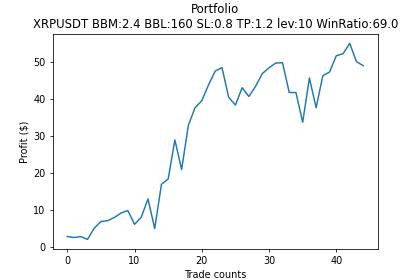 Portfolio
XRPUSDT BBM:2.4 BBL:160 SL:0.8 TP:1.2 lev:10 WinRatio:69.0
Profit ($)
50
40
30
20
10
0
0 10 20 30 40
Trade counts